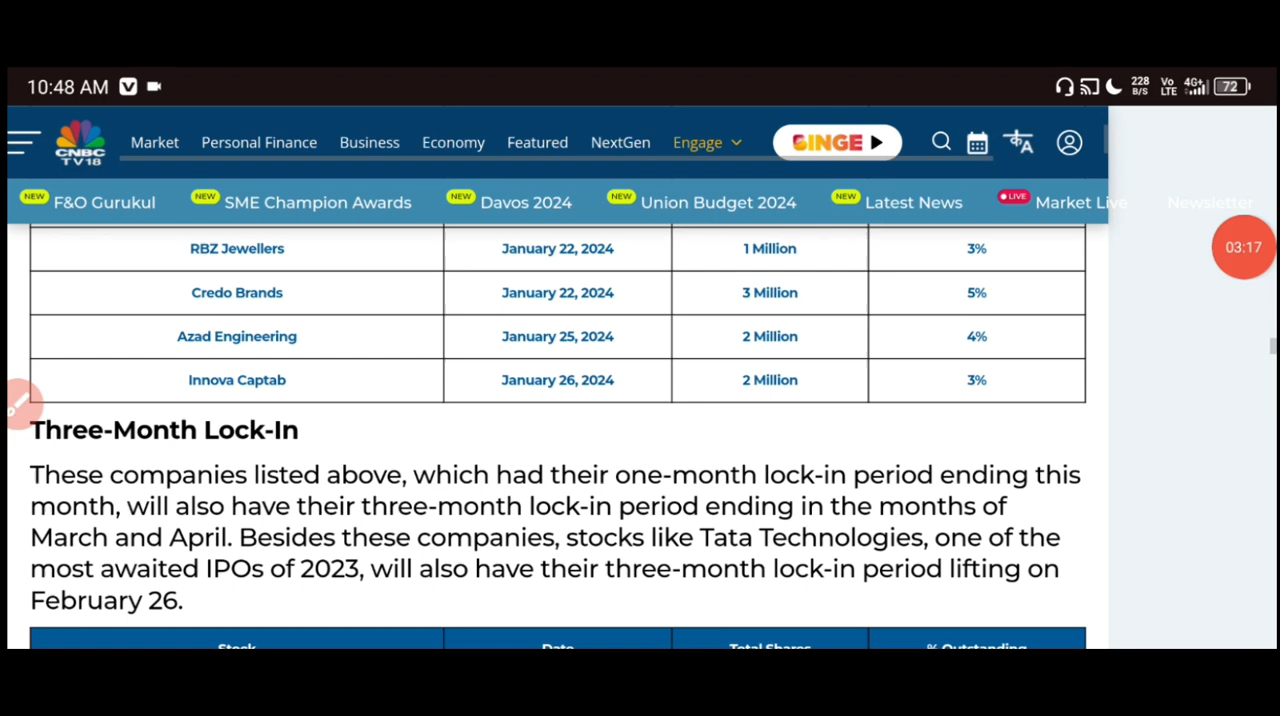 10:48 AM
228 B/S Vo LTE 4G+ 72
CNBC TV18 Market Personal Finance Business Economy Featured NextGen Engage BINGE
NEW F&O Gurukul NEW SME Champion Awards NEW Davos 2024 NEW Union Budget 2024 NEW Latest News LIVE Market Live Newsletter
03:17
RBZ Jewellers January 22, 2024 1 Million 3%
Credo Brands January 22, 2024 3 Million 5%
Azad Engineering January 25, 2024 2 Million 4%
Innova Captab January 26, 2024 2 Million 3%
Three-Month Lock-In
These companies listed above, which had their one-month lock-in period ending this
month, will also have their three-month lock-in period ending in the months of
March and April. Besides these companies, stocks like Tata Technologies, one of the
most awaited IPOs of 2023, will also have their three-month lock-in period lifting on
February 26.
Stock Date Total Shares % Outstanding